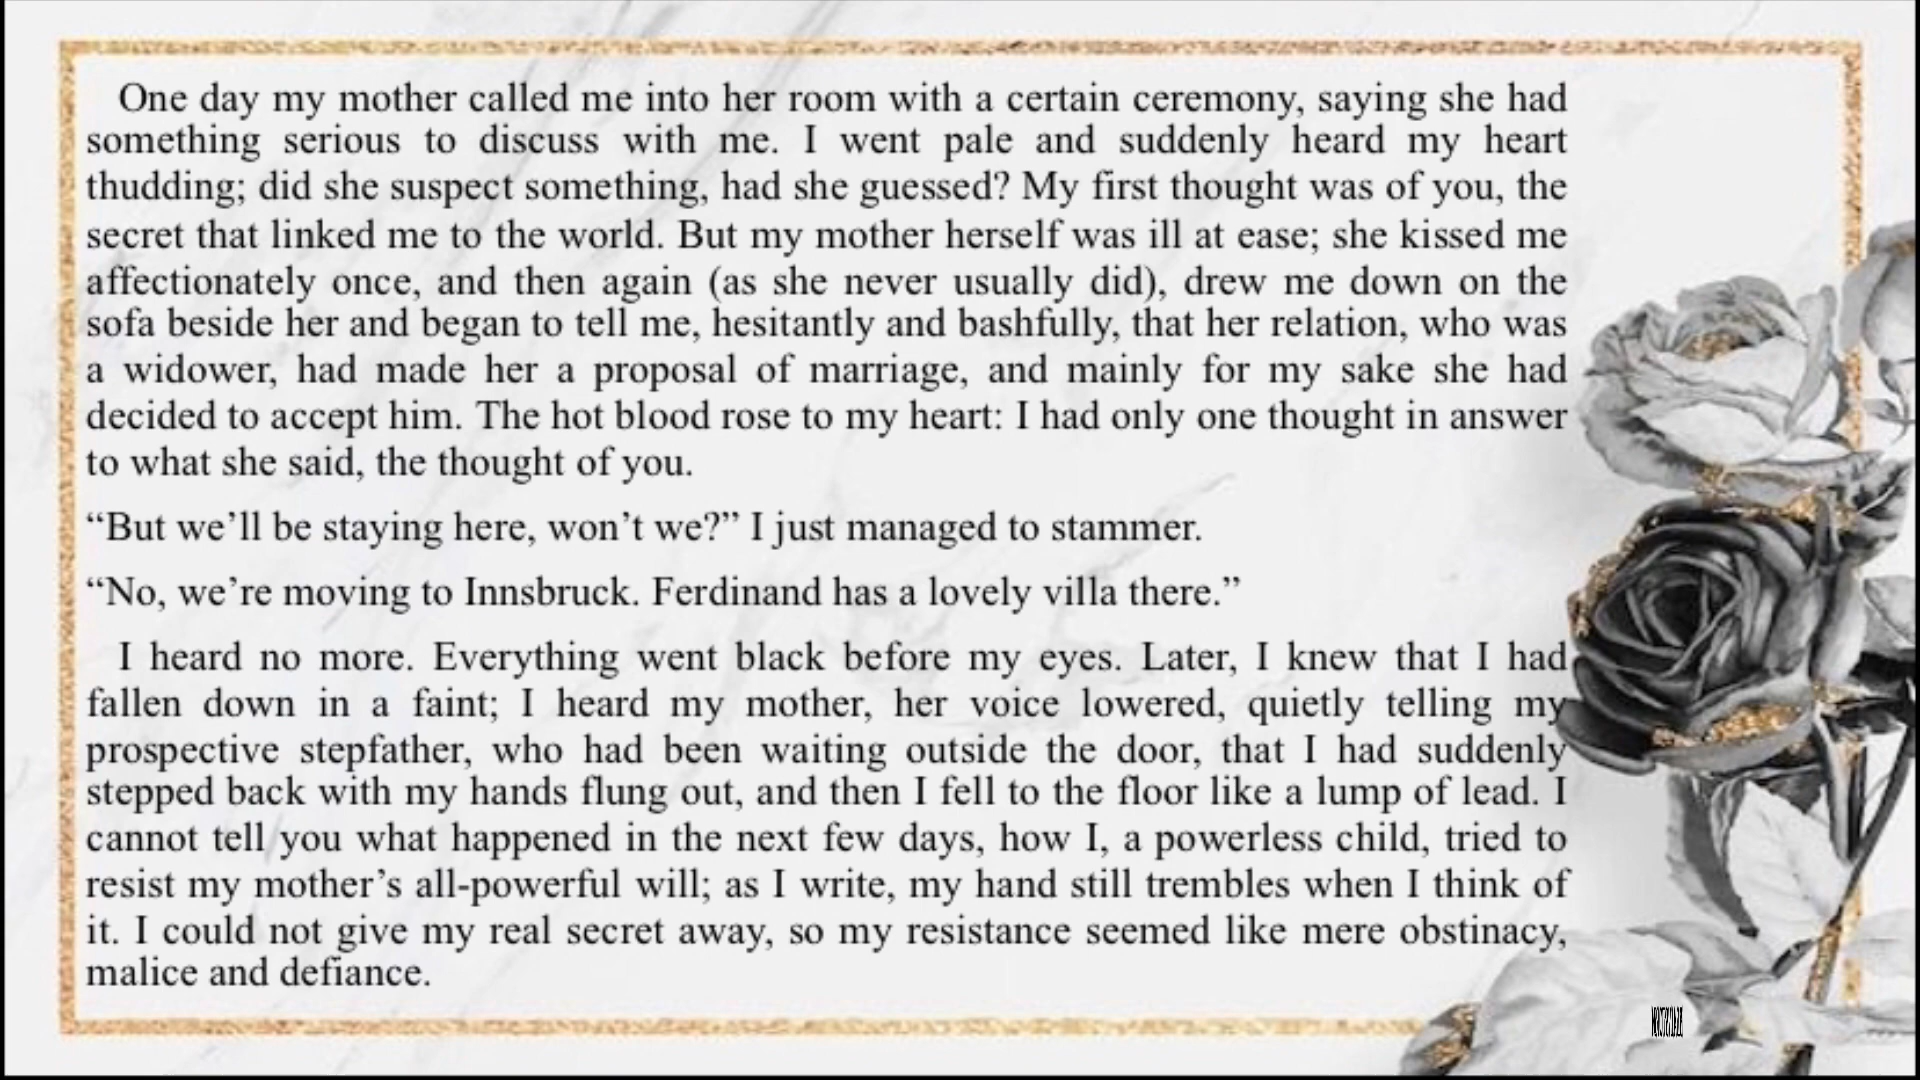 One day my mother called me into her room with a certain ceremony, saying she had
something serious to discuss with me. I went pale and suddenly heard my heart
thudding; did she suspect something, had she guessed? My first thought was of you, the
secret that linked me to the world. But my mother herself was ill at ease; she kissed me
affectionately once, and then again (as she never usually did), drew me down on the
sofa beside her and began to tell me, hesitantly and bashfully, that her relation, who was
a widower, had made her a proposal of marriage, and mainly for my sake she had
decided to accept him. The hot blood rose to my heart: I had only one thought in answer
to what she said, the thought of you.
“But we’ll be staying here, won’t we?” I just managed to stammer.
“No, we’re moving to Innsbruck. Ferdinand has a lovely villa there.”
I heard no more. Everything went black before my eyes. Later, I knew that I had
fallen down in a faint; I heard my mother, her voice lowered, quietly telling my
prospective stepfather, who had been waiting outside the door, that I had suddenly
stepped back with my hands flung out, and then I fell to the floor like a lump of lead. I
cannot tell you what happened in the next few days, how I, a powerless child, tried to
resist my mother’s all-powerful will; as I write, my hand still trembles when I think of
it. I could not give my real secret away, so my resistance seemed like mere obstinacy,
malice and defiance.